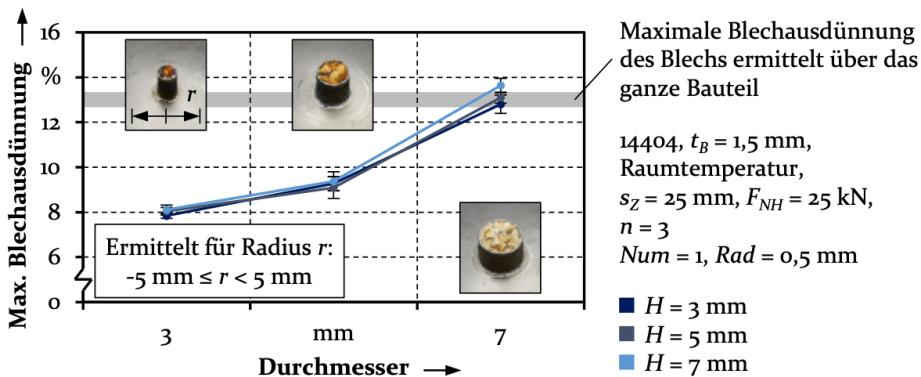 Max. Blechausdünnung
16
%
12
10
8
6
0
r
Ermittelt für Radius r:
-5 mm ≤ r < 5 mm
3
mm
7
Durchmesser
Maximale Blechausdünnung
des Blechs ermittelt über das
ganze Bauteil
14404, t_B = 1,5 mm,
Raumtemperatur,
s_Z = 25 mm, F_NH = 25 kN,
n = 3
Num = 1, Rad = 0,5 mm
H = 3 mm
H = 5 mm
H = 7 mm